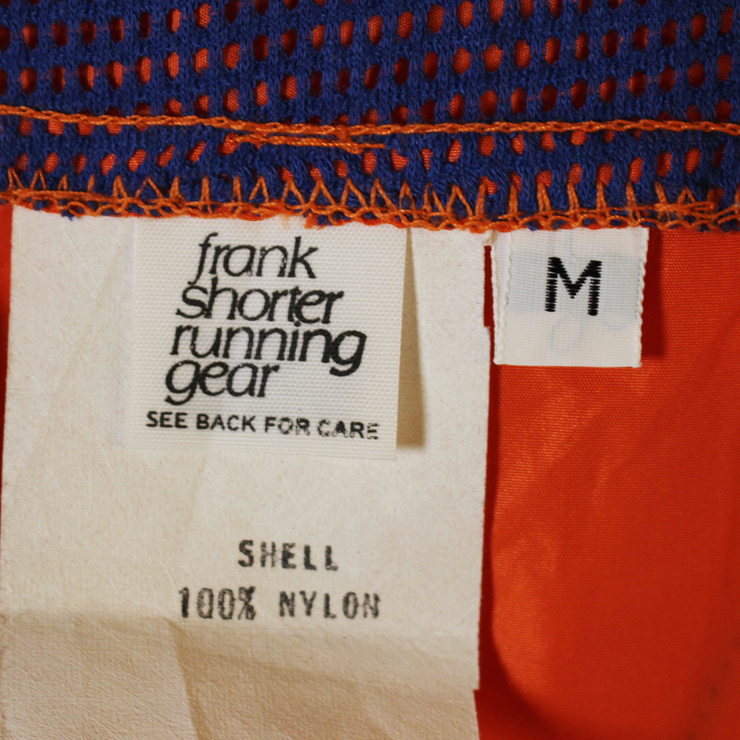 frank
shorter
running
gear
SEE BACK FOR CARE
M
SHELL
100% NYLON